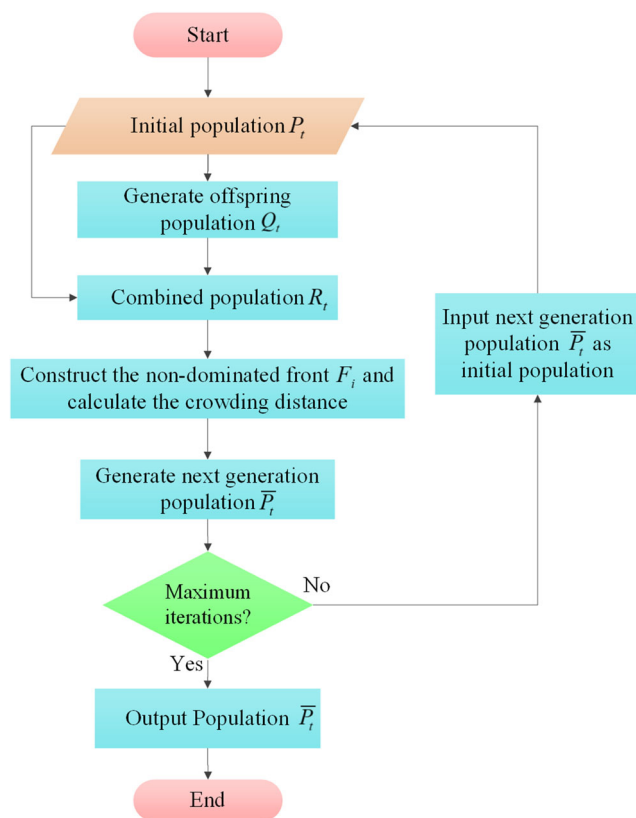 Start
Initial population P_t
Generate offspring
population Q_t
Combined population R_t
Construct the non-dominated front F_i and
calculate the crowding distance
Generate next generation
population P̅_t
Input next generation
population P̅_t as
initial population
Maximum
iterations?
No
Yes
Output Population P̅_t
End